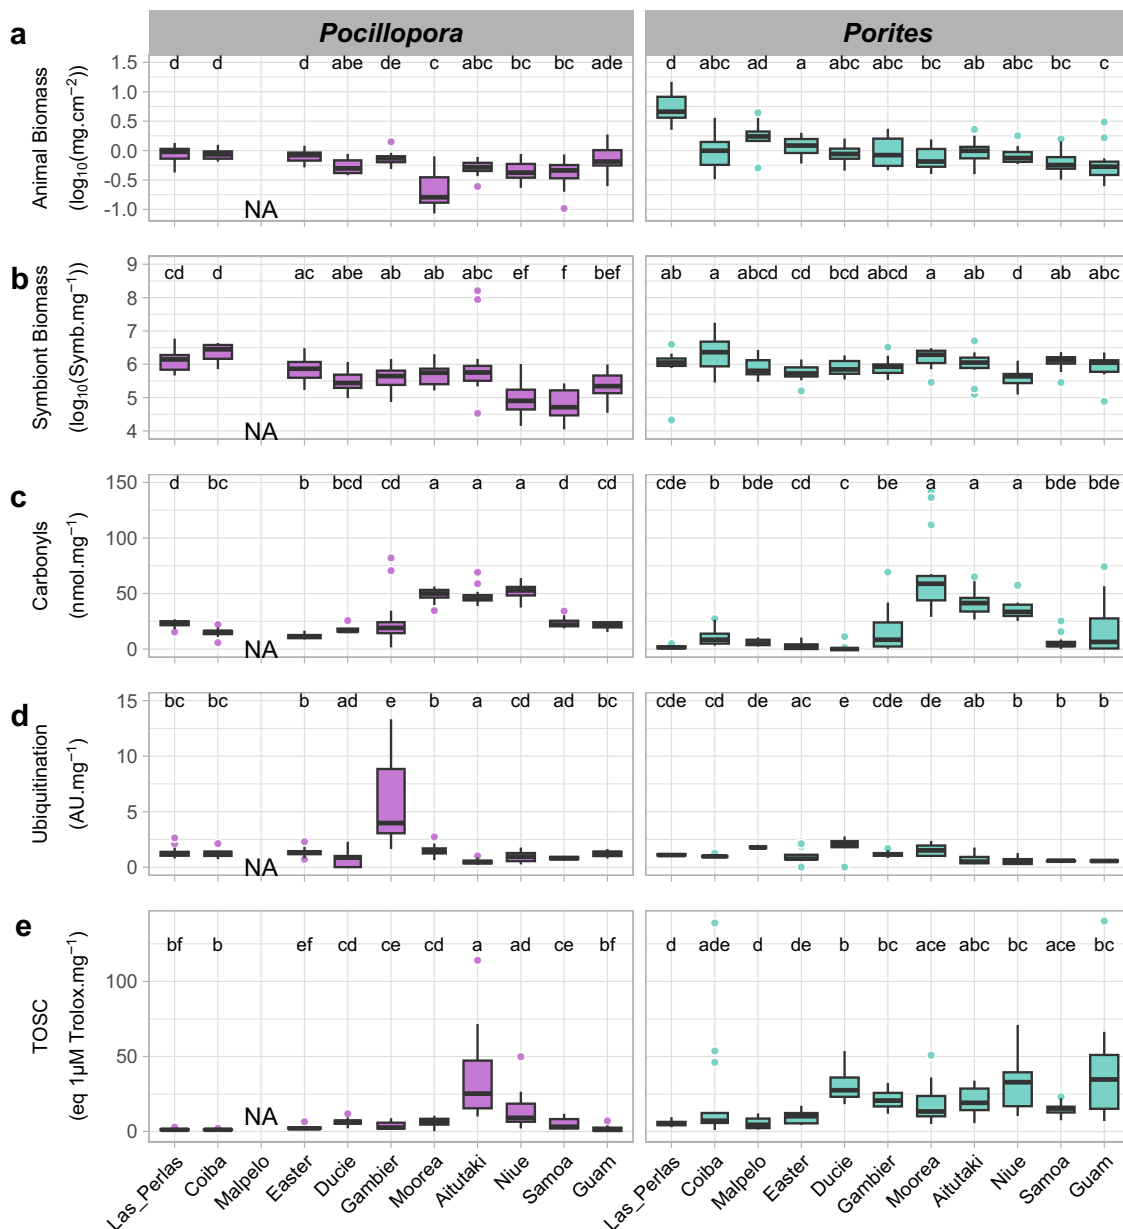 a
Pocillopora
Porites
Animal Biomass
(log10(mg.cm−2))
1.5
1.0
0.5
0.0
-0.5
-1.0
d d d abe de c abc bc bc ade
NA
d abc ad a abc abc bc ab abc bc c
b
Symbiont Biomass
(log10(Symb.mg−1))
9
8
7
6
5
4
cd d ac abe ab ab abc ef f bef
NA
ab a abcd cd bcd abcd a ab d ab abc
c
Carbonyls
(nmol.mg−1)
150
100
50
0
d bc b bcd cd a a a d cd
NA
cde b bde cd c be a a a bde bde
d
Ubiquitination
(AU.mg−1)
15
10
5
0
bc bc b ad e b a cd ad bc
NA
cde cd de ac e cde de ab b b b
e
TOSC
(eq 1µM Trolox.mg−1)
100
50
0
bf b ef cd ce cd a ad ce bf
NA
d ade d de b bc ace abc bc ace bc
Las_Perlas
Coiba
Malpelo
Easter
Ducie
Gambier
Moorea
Aitutaki
Niue
Samoa
Guam
Las_Perlas
Coiba
Malpelo
Easter
Ducie
Gambier
Moorea
Aitutaki
Niue
Samoa
Guam